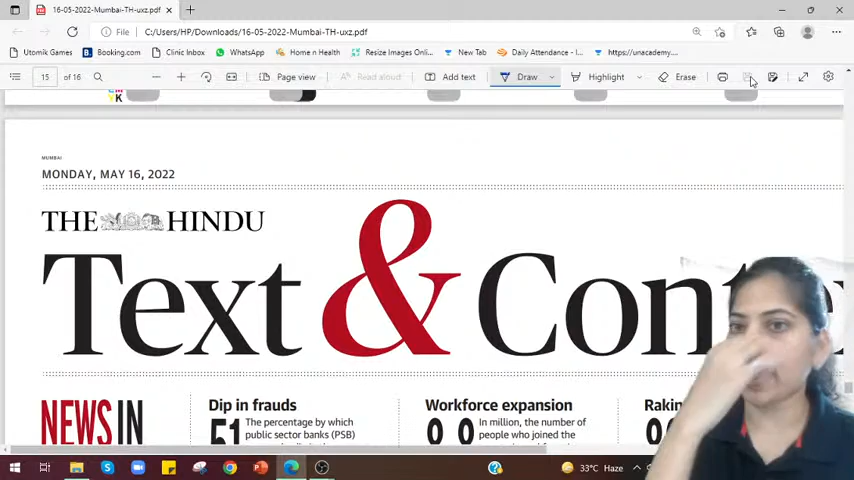 16-05-2022-Mumbai-TH-uxz.pdf
File
C:/Users/HP/Downloads/16-05-2022-Mumbai-TH-uxz.pdf
Utomik Games
Booking.com
Clinic Inbox
WhatsApp
Home n Health
Resize Images Onl...
New Tab
Daily Attendance - I...
https://unacademy....
15 of 16
Page view
Read aloud
Add text
Draw
Highlight
Erase
MYK
MUMBAI
MONDAY, MAY 16, 2022
THE HINDU
Text & Con
NEWS IN
Dip in frauds
51
The percentage by which
public sector banks (PSB)
Workforce expansion
In million, the number of
people who joined the
Rakin
33°C Haze